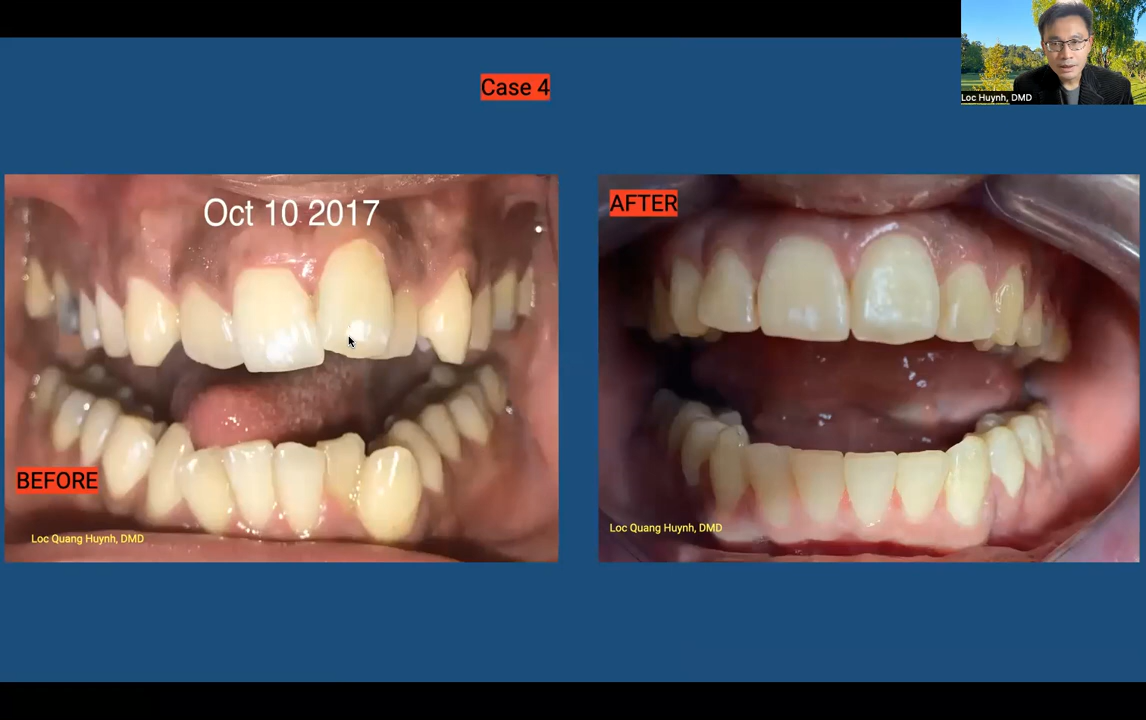 Case 4
Loc Huynh, DMD
Oct 10 2017
AFTER
BEFORE
Loc Quang Huynh, DMD
Loc Quang Huynh, DMD